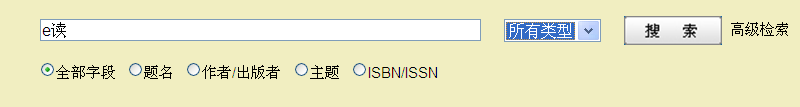 e读 所有类型 搜 索 高级检索
全部字段 题名 作者/出版者 主题 ISBN/ISSN